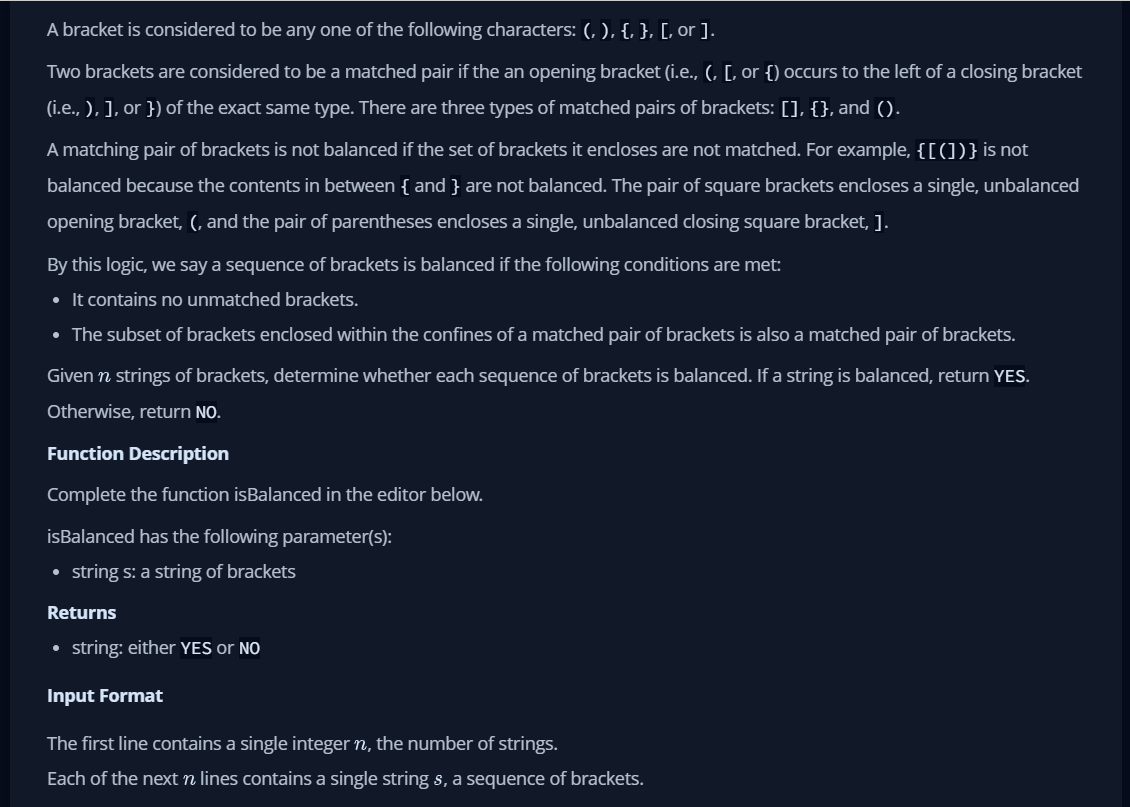 A bracket is considered to be any one of the following characters: (, ), {, }, [, or ].
Two brackets are considered to be a matched pair if the an opening bracket (i.e., (, [, or {) occurs to the left of a closing bracket
(i.e., ), ], or }) of the exact same type. There are three types of matched pairs of brackets: [], {}, and ().
A matching pair of brackets is not balanced if the set of brackets it encloses are not matched. For example, {[(])} is not
balanced because the contents in between { and } are not balanced. The pair of square brackets encloses a single, unbalanced
opening bracket, (, and the pair of parentheses encloses a single, unbalanced closing square bracket, ].
By this logic, we say a sequence of brackets is balanced if the following conditions are met:
• It contains no unmatched brackets.
• The subset of brackets enclosed within the confines of a matched pair of brackets is also a matched pair of brackets.
Given n strings of brackets, determine whether each sequence of brackets is balanced. If a string is balanced, return YES.
Otherwise, return NO.
Function Description
Complete the function isBalanced in the editor below.
isBalanced has the following parameter(s):
• string s: a string of brackets
Returns
• string: either YES or NO
Input Format
The first line contains a single integer n, the number of strings.
Each of the next n lines contains a single string s, a sequence of brackets.